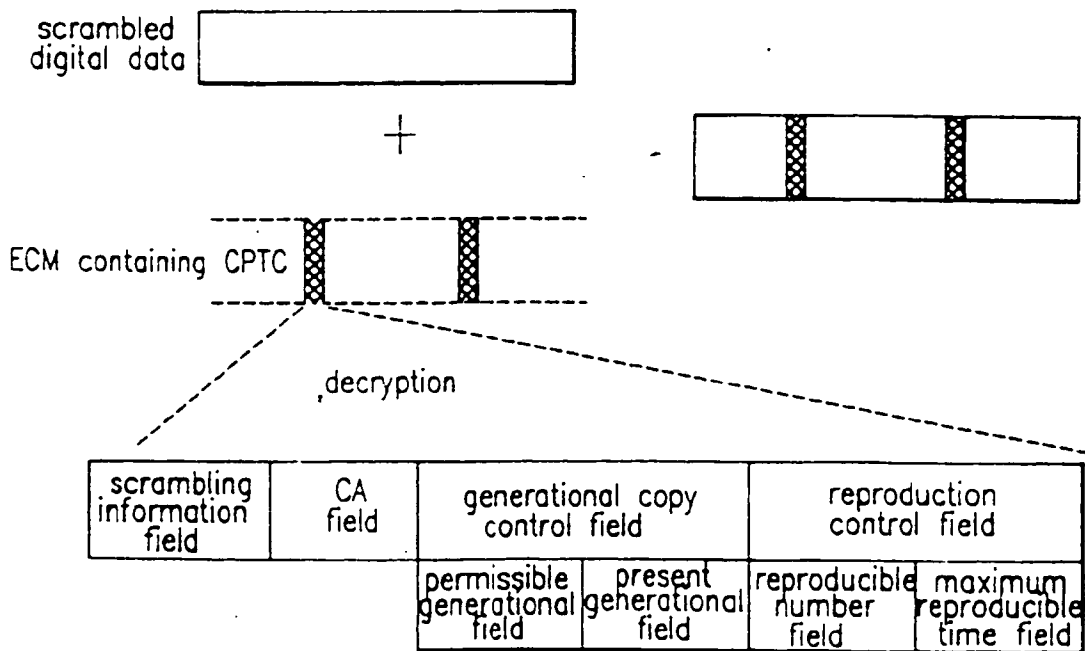 scrambled
digital data
+
ECM containing CPTC
decryption
scrambling
information
field
CA
field
generational copy
control field
reproduction
control field
permissible
generational
field
present
generational
field
reproducible
number
field
maximum
reproducible
time field